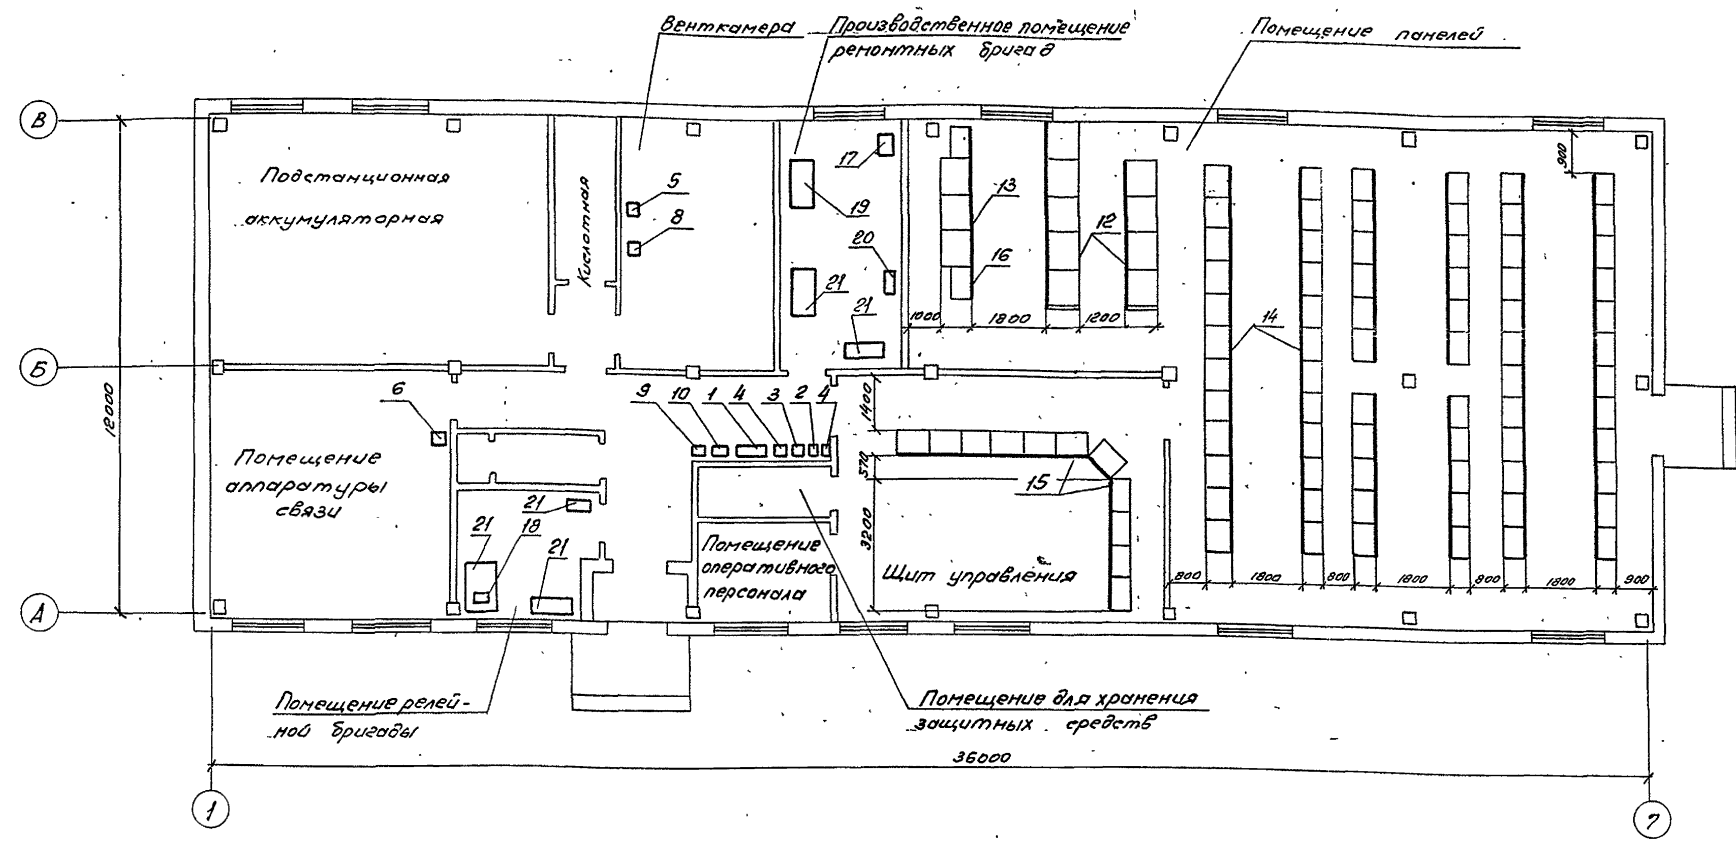 Венткамера
Производственное помещение
ремонтных бригад
Помещение панелей
В
Подстанционная
аккумуляторная
Кислотная
5
8
17
19
20
21
21
13
16
12
14
900
1000
1800
1200
Б
12000
6
9
10
1
4
3
2
4
1400
570
3200
15
Помещение
аппаратуры
связи
21
18
21
21
Помещение
оперативного
персонала
Щит управления
800
1800
800
1800
800
1800
900
А
Помещение релей-
ной бригады
Помещение для хранения
защитных средств
36000
1
7